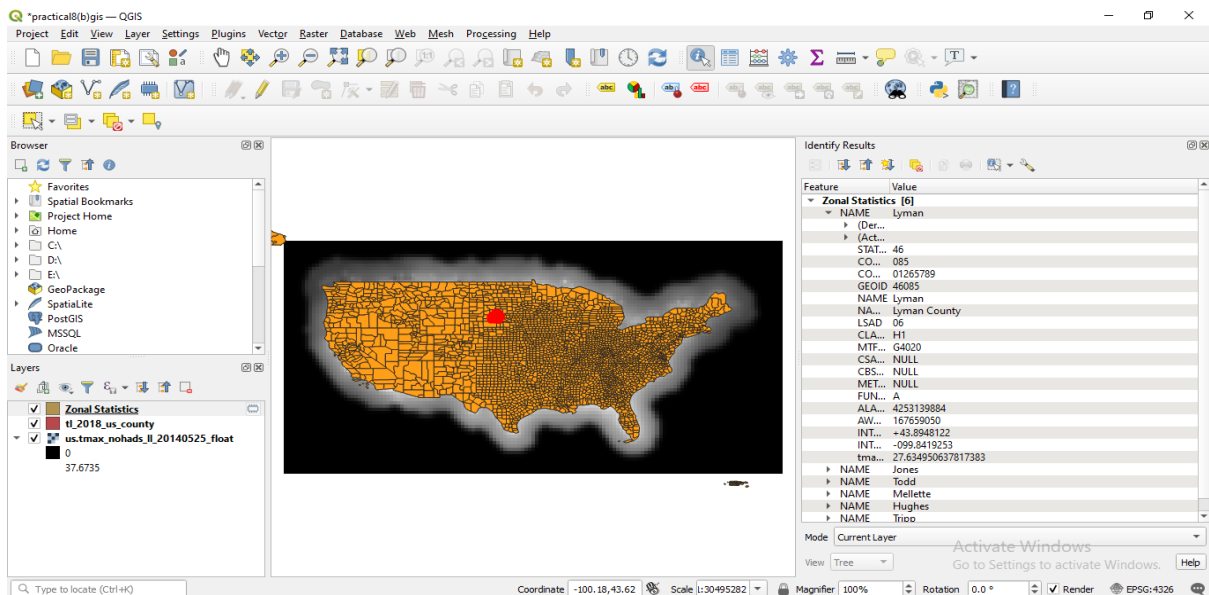 *practical8(b)gis — QGIS
Project Edit View Layer Settings Plugins Vector Raster Database Web Mesh Processing Help
Browser
Favorites
Spatial Bookmarks
Project Home
Home
C:\
D:\
E:\
GeoPackage
SpatiaLite
PostGIS
MSSQL
Oracle
Layers
Zonal Statistics
tl_2018_us_county
us.tmax_nohads_ll_20140525_float
0
37.6735
Identify Results
Feature Value
Zonal Statistics [6]
NAME Lyman
(Der...
(Act...
STAT... 46
CO... 085
CO... 01265789
GEOID 46085
NAME Lyman
NA... Lyman County
LSAD 06
CLA... H1
MTF... G4020
CSA... NULL
CBS... NULL
MET... NULL
FUN... A
ALA... 4253139884
AW... 167659050
INT... +43.8948122
INT... -099.8419253
tma... 27.634950637817383
NAME Jones
NAME Todd
NAME Mellette
NAME Hughes
NAME Tripp
Mode Current Layer
View Tree Help
Activate Windows
Go to Settings to activate Windows.
Type to locate (Ctrl+K) Coordinate -100.18,43.62 Scale 1:30495282 Magnifier 100% Rotation 0.0 ° Render EPSG:4326